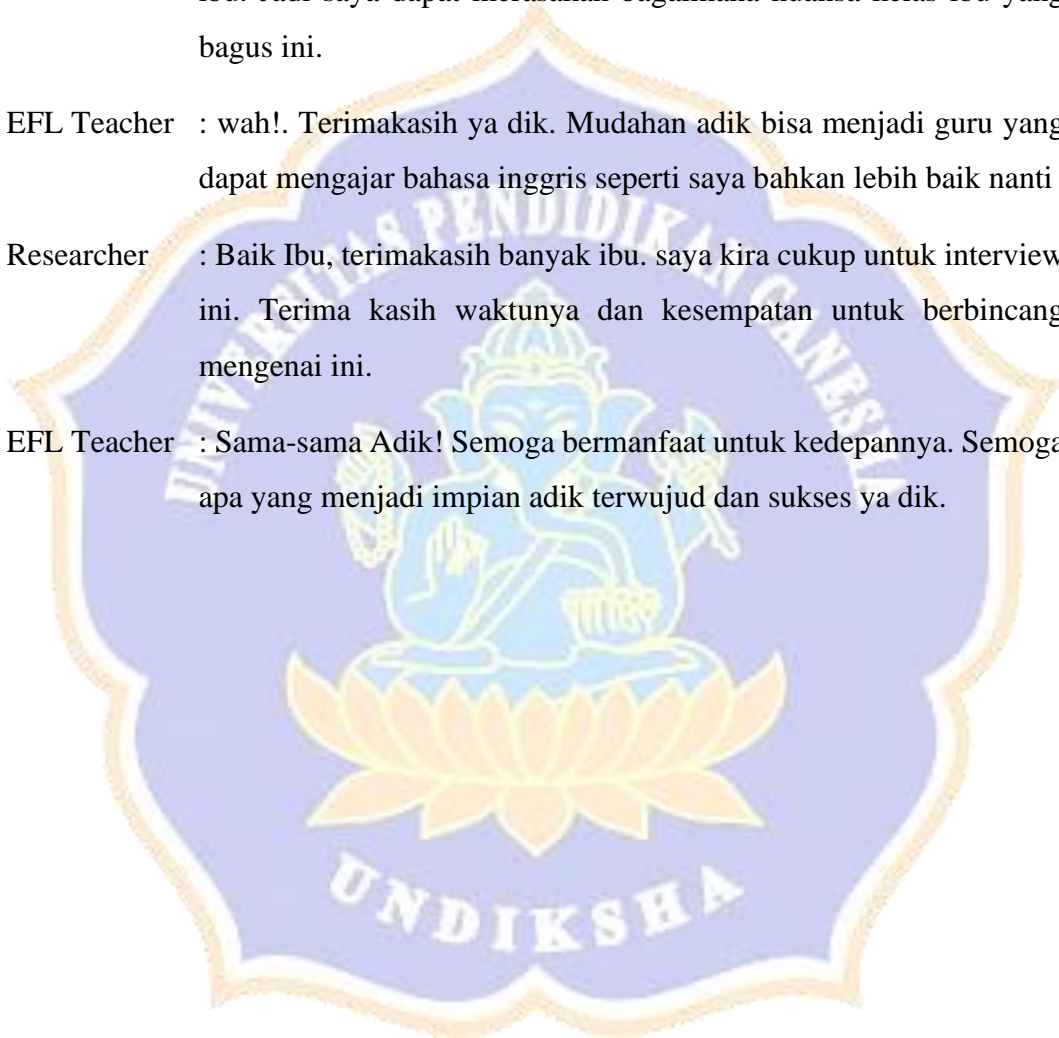 bagus ini.
EFL Teacher : wah!. Terimakasih ya dik. Mudahan adik bisa menjadi guru yang
dapat mengajar bahasa inggris seperti saya bahkan lebih baik nanti
Researcher : Baik Ibu, terimakasih banyak ibu. saya kira cukup untuk interview
ini. Terima kasih waktunya dan kesempatan untuk berbincang
mengenai ini.
EFL Teacher : Sama-sama Adik! Semoga bermanfaat untuk kedepannya. Semoga
apa yang menjadi impian adik terwujud dan sukses ya dik.
UNIVERSITAS PENDIDIKAN GANESHA
UNDIKSHA